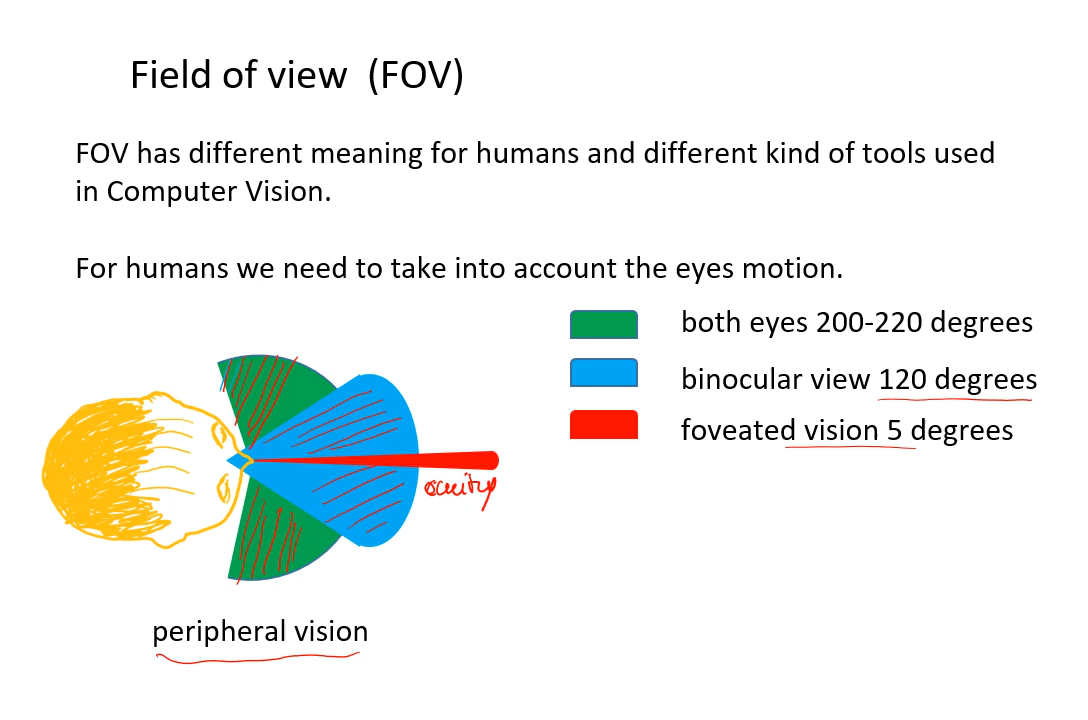 Field of view (FOV)
FOV has different meaning for humans and different kind of tools used
in Computer Vision.
For humans we need to take into account the eyes motion.
both eyes 200-220 degrees
binocular view 120 degrees
foveated vision 5 degrees
peripheral vision